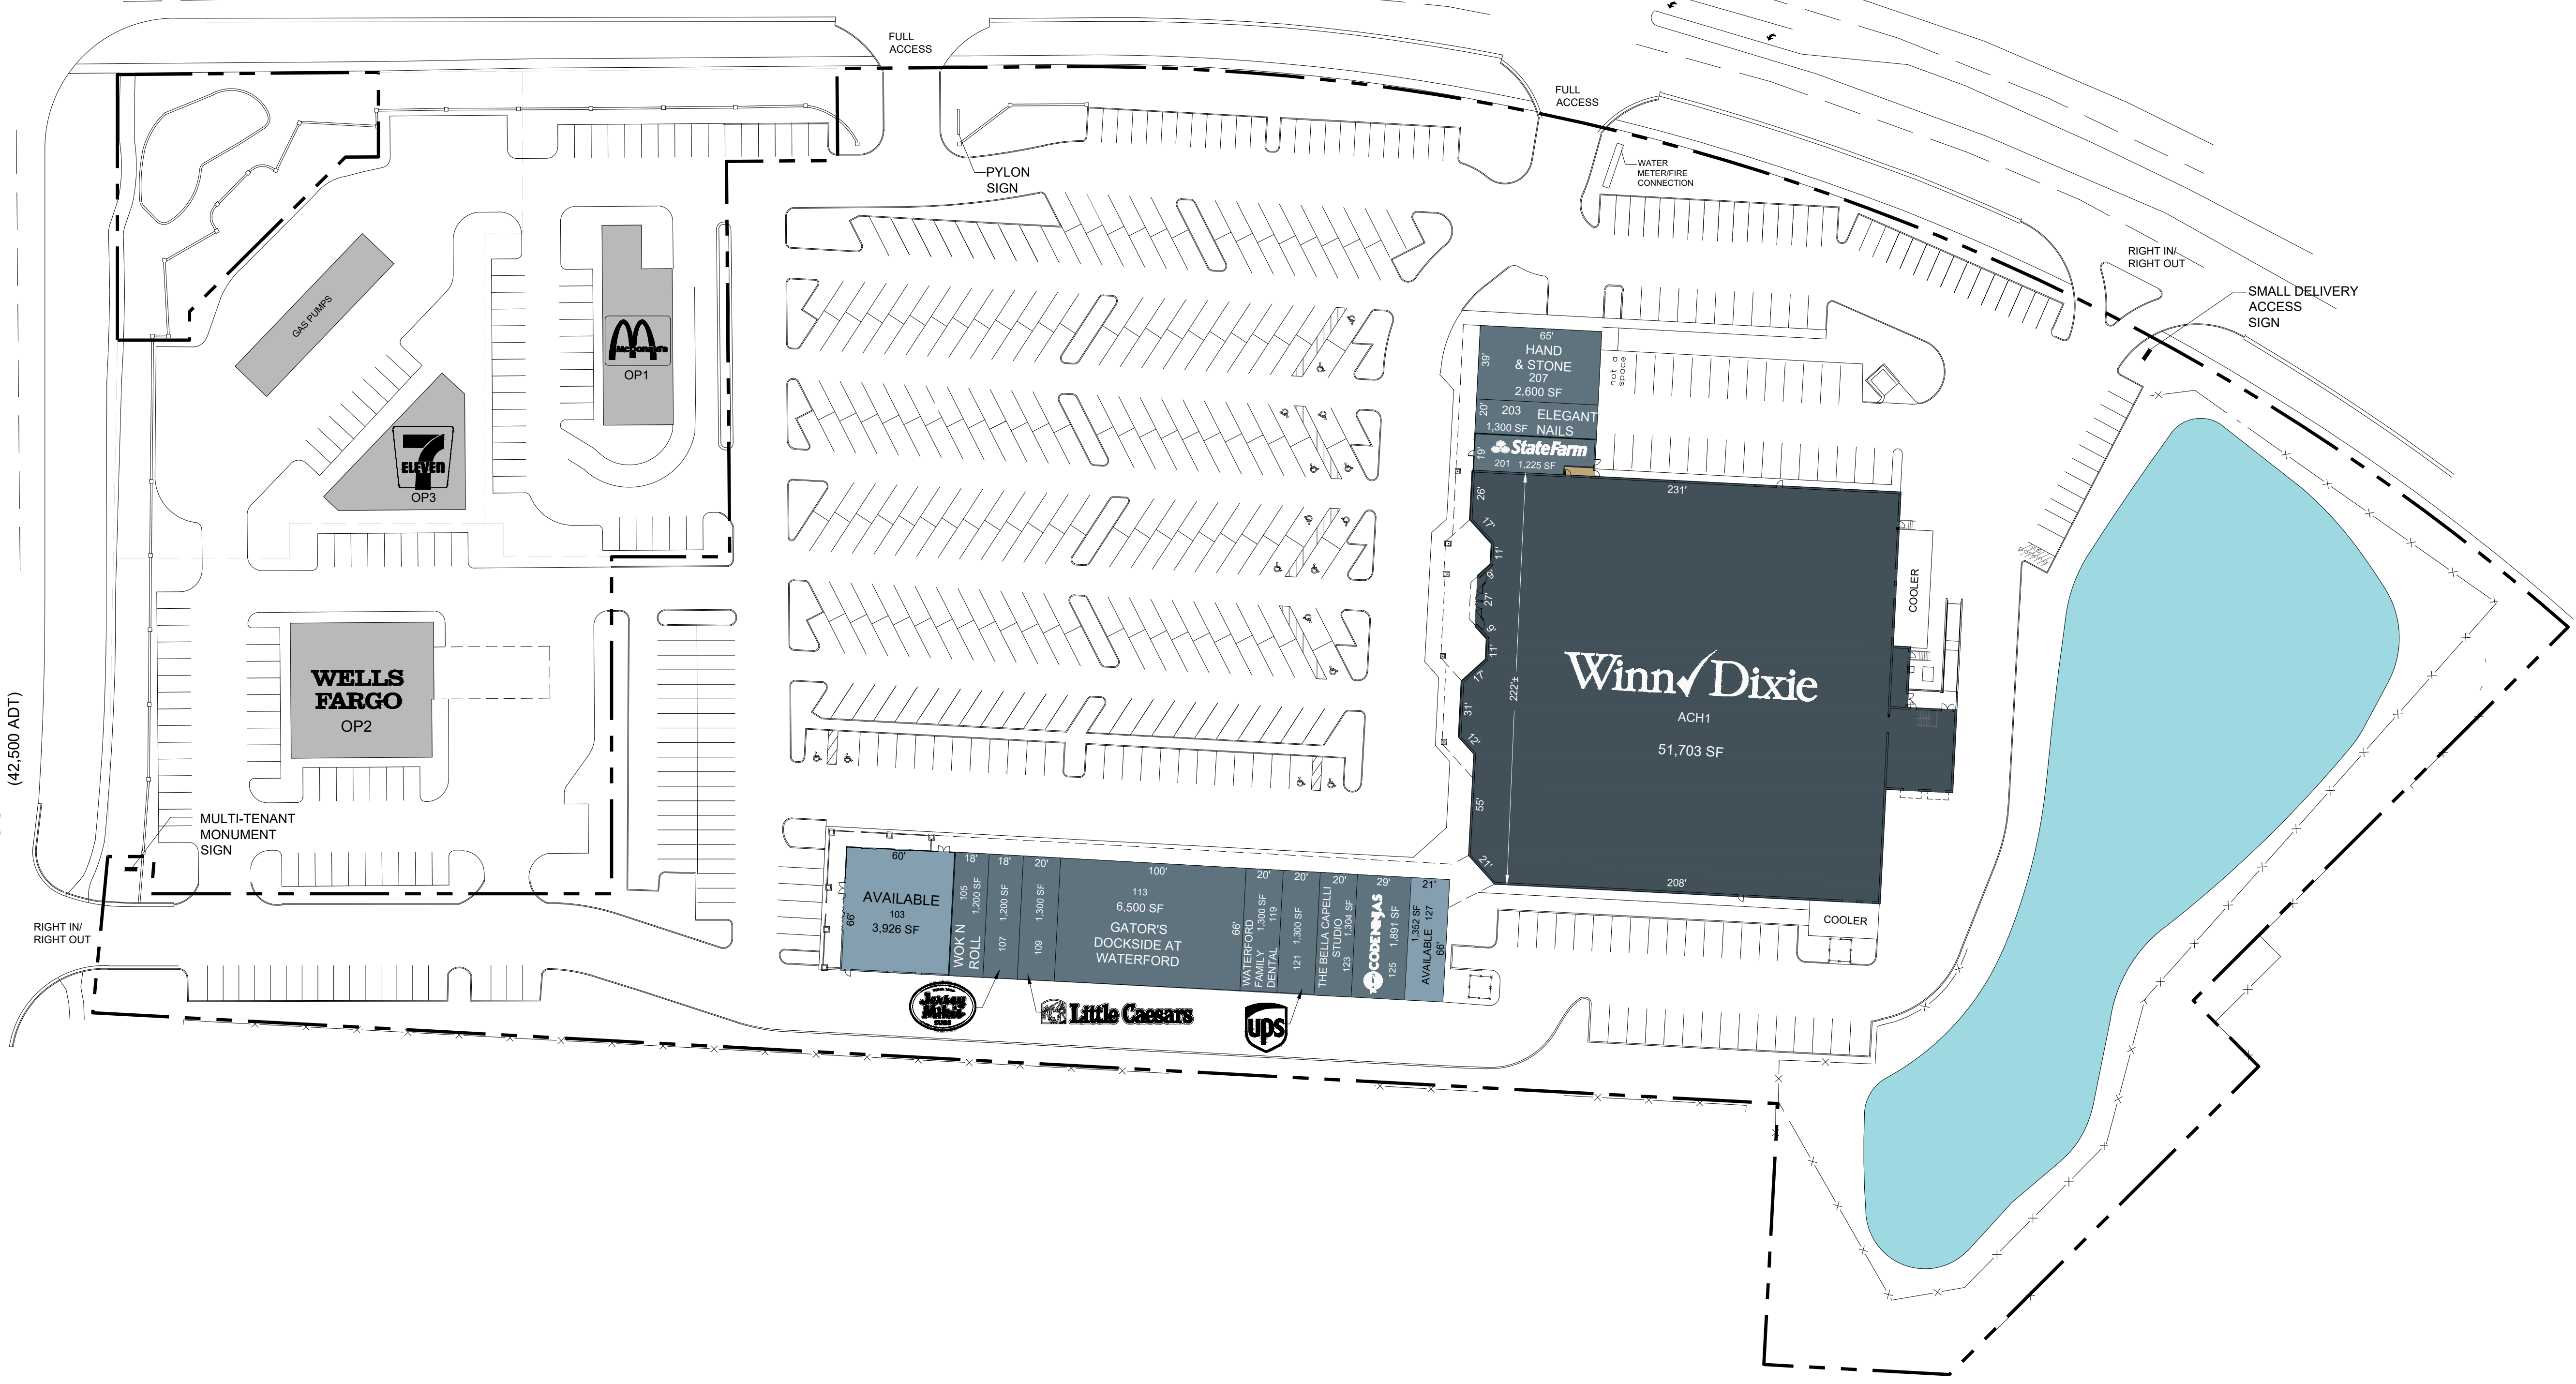 FULL
ACCESS
FULL
ACCESS
PYLON
SIGN
WATER
METER/FIRE
CONNECTION
RIGHT IN/
RIGHT OUT
SMALL DELIVERY
ACCESS
SIGN
GAS PUMPS
McDonald's
OP1
7
ELEVEN
OP3
65'
HAND
& STONE
207
2,600 SF
39'
not a
space
20'
203
ELEGANT
NAILS
1,300 SF
StateFarm
19'
201
1,225 SF
231'
26'
17'
11'
9'
27'
9'
11'
17'
31'
12'
55'
21'
222'±
208'
Winn Dixie
ACH1
51,703 SF
COOLER
COOLER
WELLS
FARGO
OP2
(42,500 ADT)
MULTI-TENANT
MONUMENT
SIGN
RIGHT IN/
RIGHT OUT
60'
66'
AVAILABLE
103
3,926 SF
18'
105
1,200 SF
WOK N
ROLL
18'
1,200 SF
107
20'
1,300 SF
109
100'
113
6,500 SF
GATOR'S
DOCKSIDE AT
WATERFORD
66'
20'
WATERFORD
FAMILY
DENTAL
1,300 SF
119
20'
1,300 SF
121
20'
THE BELLA CAPELLI
STUDIO
1,304 SF
123
29'
CODENINJAS
1,891 SF
125
21'
1,352 SF
AVAILABLE 127
66'
Jersey
Mike's
SUBS
Little Caesars
ups